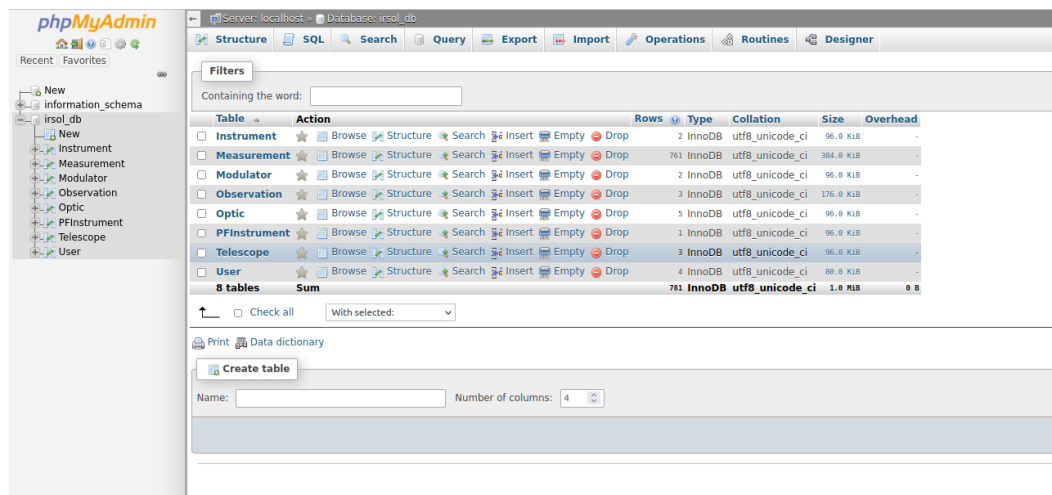 phpMyAdmin
Recent Favorites
New
information_schema
irsol_db
New
Instrument
Measurement
Modulator
Observation
Optic
PFInstrument
Telescope
User
Server: localhost » Database: irsol_db
Structure SQL Search Query Export Import Operations Routines Designer
Filters
Containing the word:
Table Action Rows Type Collation Size Overhead
Instrument Browse Structure Search Insert Empty Drop 2 InnoDB utf8_unicode_ci 96.0 KiB -
Measurement Browse Structure Search Insert Empty Drop 761 InnoDB utf8_unicode_ci 304.0 KiB -
Modulator Browse Structure Search Insert Empty Drop 2 InnoDB utf8_unicode_ci 96.0 KiB -
Observation Browse Structure Search Insert Empty Drop 3 InnoDB utf8_unicode_ci 176.0 KiB -
Optic Browse Structure Search Insert Empty Drop 5 InnoDB utf8_unicode_ci 96.0 KiB -
PFInstrument Browse Structure Search Insert Empty Drop 1 InnoDB utf8_unicode_ci 96.0 KiB -
Telescope Browse Structure Search Insert Empty Drop 3 InnoDB utf8_unicode_ci 96.0 KiB -
User Browse Structure Search Insert Empty Drop 4 InnoDB utf8_unicode_ci 80.0 KiB -
8 tables Sum 781 InnoDB utf8_unicode_ci 1.0 MiB 0 B
Check all With selected:
Print Data dictionary
Create table
Name: Number of columns: 4